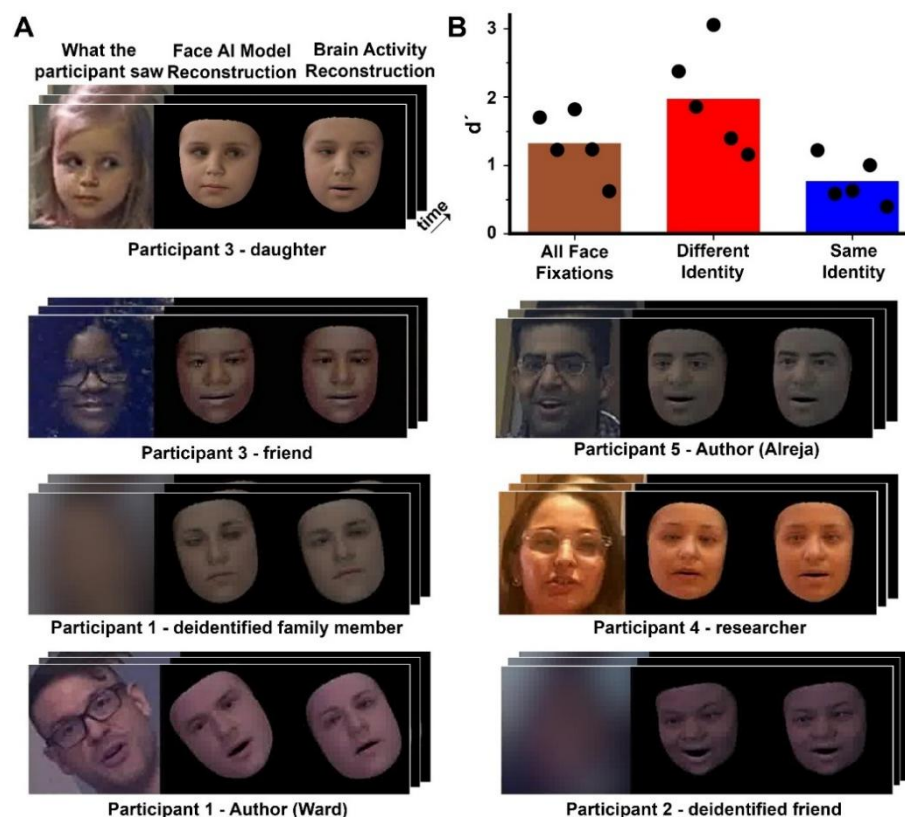 A
What the participant saw
Face AI Model Reconstruction
Brain Activity Reconstruction
time
Participant 3 - daughter
B
d´
3
2
1
0
All Face Fixations
Different Identity
Same Identity
Participant 3 - friend
Participant 5 - Author (Alreja)
Participant 1 - deidentified family member
Participant 4 - researcher
Participant 1 - Author (Ward)
Participant 2 - deidentified friend